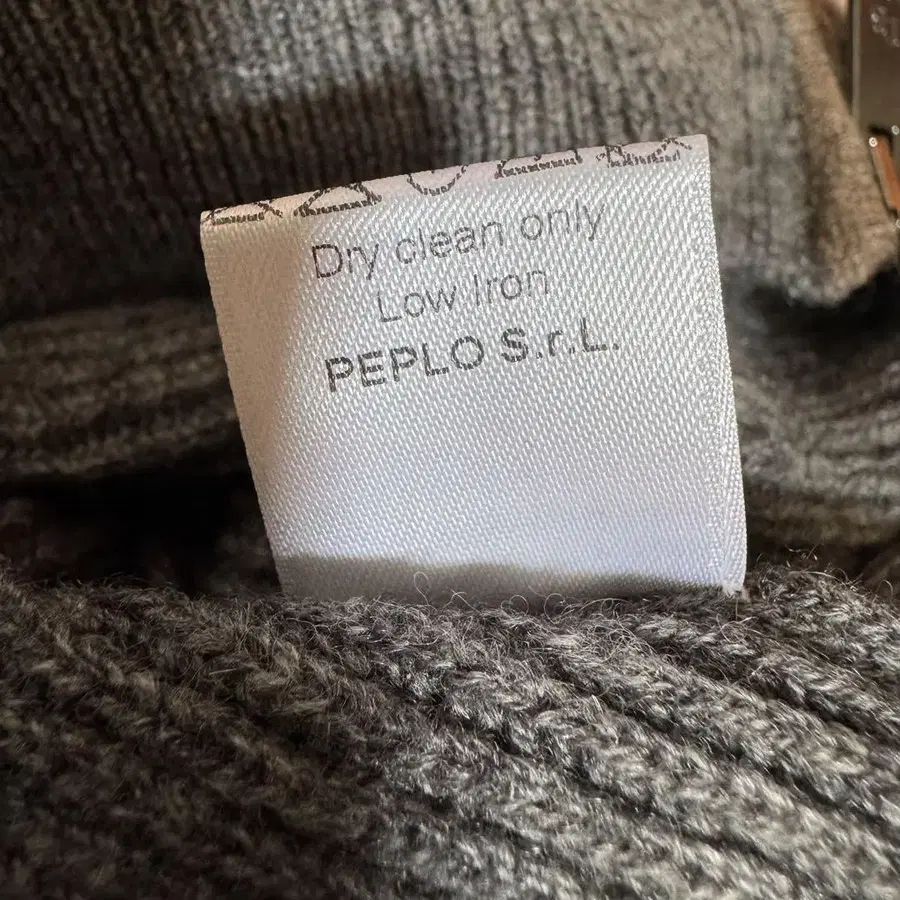 Dry clean only
Low Iron
PEPLO S.r.L.